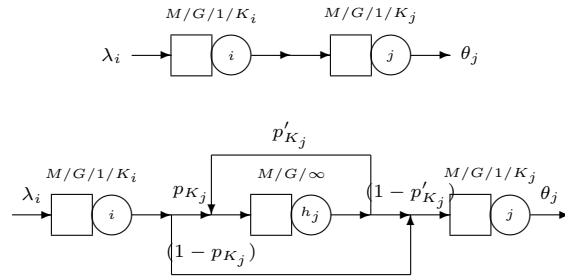 M/G/1/K_i M/G/1/K_j
λ_i i j θ_j
p'_{K_j}
M/G/1/K_i M/G/∞ M/G/1/K_j
λ_i p_{K_j} (1 − p'_{K_j}) θ_j
i h_j j
(1 − p_{K_j})